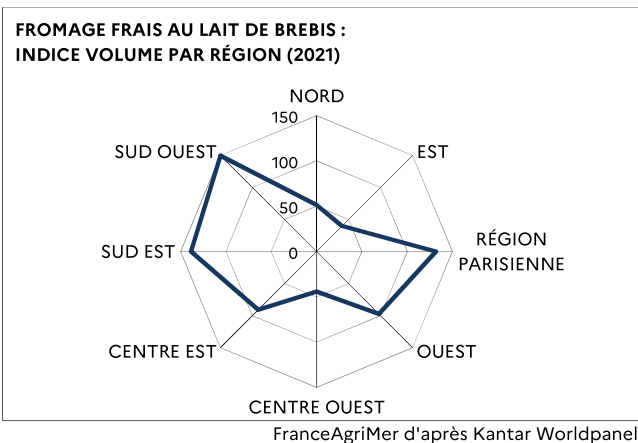 FROMAGE FRAIS AU LAIT DE BREBIS :
INDICE VOLUME PAR RÉGION (2021)
NORD
150
SUD OUEST
EST
100
50
SUD EST
0
RÉGION
PARISIENNE
CENTRE EST
OUEST
CENTRE OUEST
FranceAgriMer d'après Kantar Worldpanel